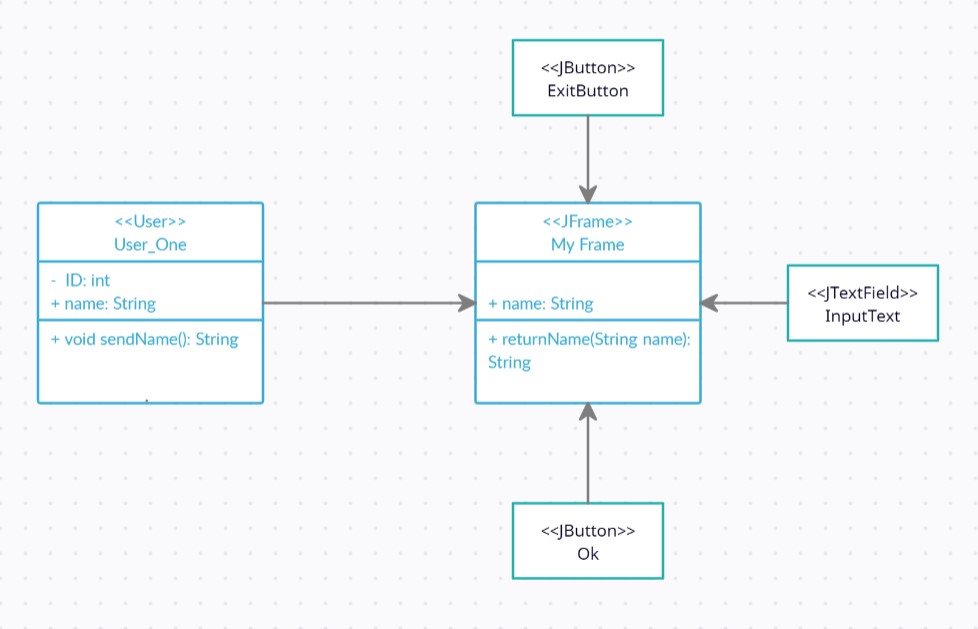 <<JButton>>
ExitButton
<<User>>
User_One
- ID: int
+ name: String
+ void sendName(): String
<<JFrame>>
My Frame
+ name: String
+ returnName(String name):
String
<<JTextField>>
InputText
<<JButton>>
Ok